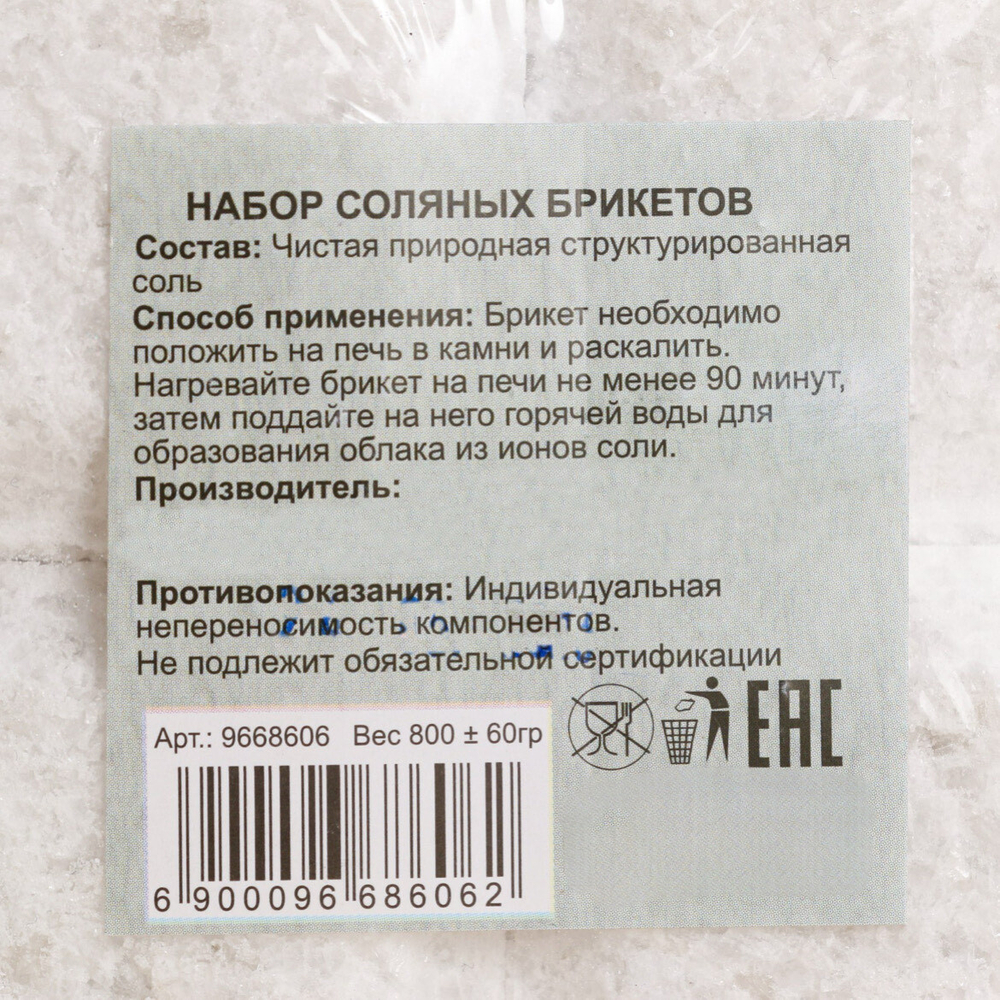 НАБОР СОЛЯНЫХ БРИКЕТОВ
Состав: Чистая природная структурированная
соль
Способ применения: Брикет необходимо
положить на печь в камни и раскалить.
Нагревайте брикет на печи не менее 90 минут,
затем поддайте на него горячей воды для
образования облака из ионов соли.
Производитель:
Противопоказания: Индивидуальная
непереносимость компонентов.
Не подлежит обязательной сертификации
Арт.: 9668606 Вес 800 ± 60гр
EAC
6 900096 686062